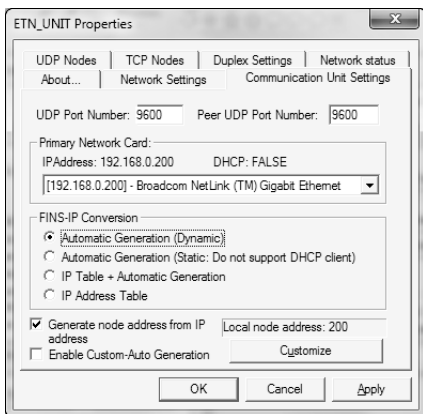 ETN_UNIT Properties
x
UDP Nodes TCP Nodes Duplex Settings Network status
About... Network Settings Communication Unit Settings
UDP Port Number: 9600 Peer UDP Port Number: 9600
Primary Network Card:
IPAddress: 192.168.0.200 DHCP: FALSE
[192.168.0.200] - Broadcom NetLink (TM) Gigabit Ethernet
FINS-IP Conversion
Automatic Generation (Dynamic)
Automatic Generation (Static: Do not support DHCP client)
IP Table + Automatic Generation
IP Address Table
Generate node address from IP
address
Local node address: 200
Enable Custom-Auto Generation
Customize
OK Cancel Apply